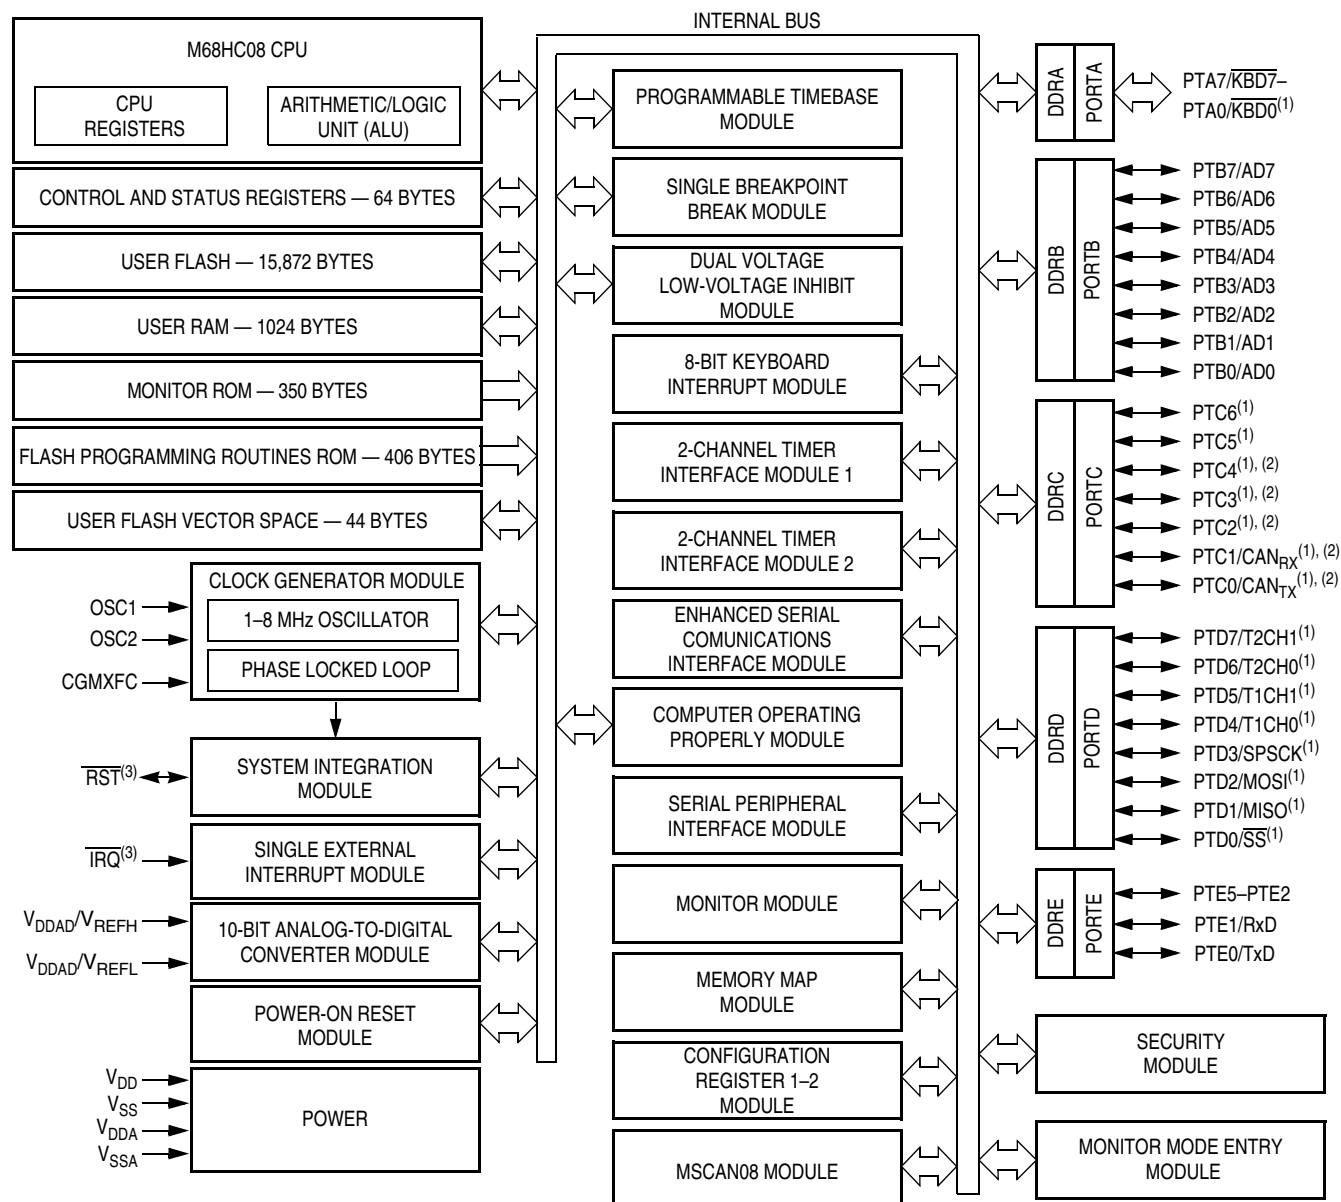 INTERNAL BUS
M68HC08 CPU
CPU
REGISTERS
ARITHMETIC/LOGIC
UNIT (ALU)
CONTROL AND STATUS REGISTERS — 64 BYTES
USER FLASH — 15,872 BYTES
USER RAM — 1024 BYTES
MONITOR ROM — 350 BYTES
FLASH PROGRAMMING ROUTINES ROM — 406 BYTES
USER FLASH VECTOR SPACE — 44 BYTES
CLOCK GENERATOR MODULE
1–8 MHz OSCILLATOR
PHASE LOCKED LOOP
OSC1
OSC2
CGMXFC
SYSTEM INTEGRATION
MODULE
RST(3)
SINGLE EXTERNAL
INTERRUPT MODULE
IRQ(3)
10-BIT ANALOG-TO-DIGITAL
CONVERTER MODULE
VDDAD/VREFH
VDDAD/VREFL
POWER-ON RESET
MODULE
POWER
VDD
VSS
VDDA
VSSA
PROGRAMMABLE TIMEBASE
MODULE
SINGLE BREAKPOINT
BREAK MODULE
DUAL VOLTAGE
LOW-VOLTAGE INHIBIT
MODULE
8-BIT KEYBOARD
INTERRUPT MODULE
2-CHANNEL TIMER
INTERFACE MODULE 1
2-CHANNEL TIMER
INTERFACE MODULE 2
ENHANCED SERIAL
COMUNICATIONS
INTERFACE MODULE
COMPUTER OPERATING
PROPERLY MODULE
SERIAL PERIPHERAL
INTERFACE MODULE
MONITOR MODULE
MEMORY MAP
MODULE
CONFIGURATION
REGISTER 1–2
MODULE
MSCAN08 MODULE
DDRA
PORTA
PTA7/KBD7–
PTA0/KBD0(1)
DDRB
PORTB
PTB7/AD7
PTB6/AD6
PTB5/AD5
PTB4/AD4
PTB3/AD3
PTB2/AD2
PTB1/AD1
PTB0/AD0
DDRC
PORTC
PTC6(1)
PTC5(1)
PTC4(1), (2)
PTC3(1), (2)
PTC2(1), (2)
PTC1/CANRX(1), (2)
PTC0/CANTX(1), (2)
DDRD
PORTD
PTD7/T2CH1(1)
PTD6/T2CH0(1)
PTD5/T1CH1(1)
PTD4/T1CH0(1)
PTD3/SPSCK(1)
PTD2/MOSI(1)
PTD1/MISO(1)
PTD0/SS(1)
DDRE
PORTE
PTE5–PTE2
PTE1/RxD
PTE0/TxD
SECURITY
MODULE
MONITOR MODE ENTRY
MODULE